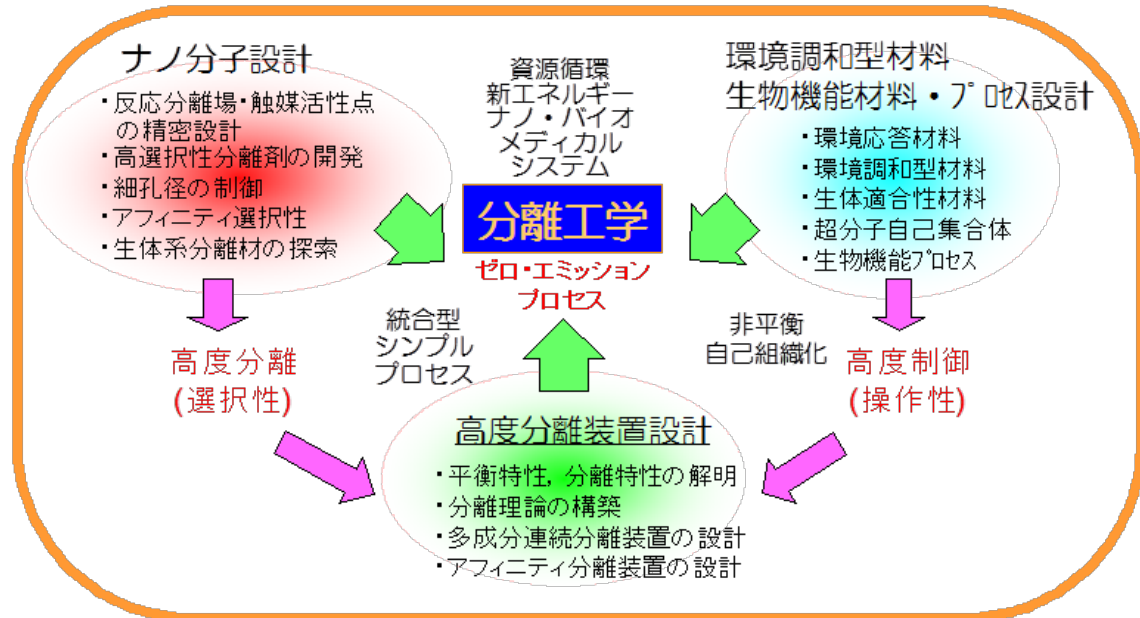 ナノ分子設計
・反応分離場・触媒活性点
の精密設計
・高選択性分離剤の開発
・細孔径の制御
・アフィニティ選択性
・生体系分離材の探索
資源循環
新エネルギー
ナノ・バイオ
メディカル
システム
分離工学
ゼロ・エミッション
プロセス
環境調和型材料
生物機能材料・プロセス設計
・環境応答材料
・環境調和型材料
・生体適合性材料
・超分子自己集合体
・生物機能プロセス
高度分離
(選択性)
統合型
シンプル
プロセス
非平衡
自己組織化
高度制御
(操作性)
高度分離装置設計
・平衡特性, 分離特性の解明
・分離理論の構築
・多成分連続分離装置の設計
・アフィニティ分離装置の設計